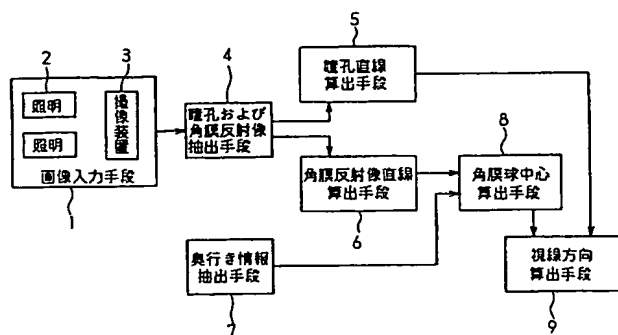 2
照明
照明
3
撮像装置
画像入力手段
1
4
瞳孔および
角膜反射像
抽出手段
5
瞳孔直線
算出手段
角膜反射像直線
算出手段
6
奥行き情報
抽出手段
7
8
角膜球中心
算出手段
視線方向
算出手段
9